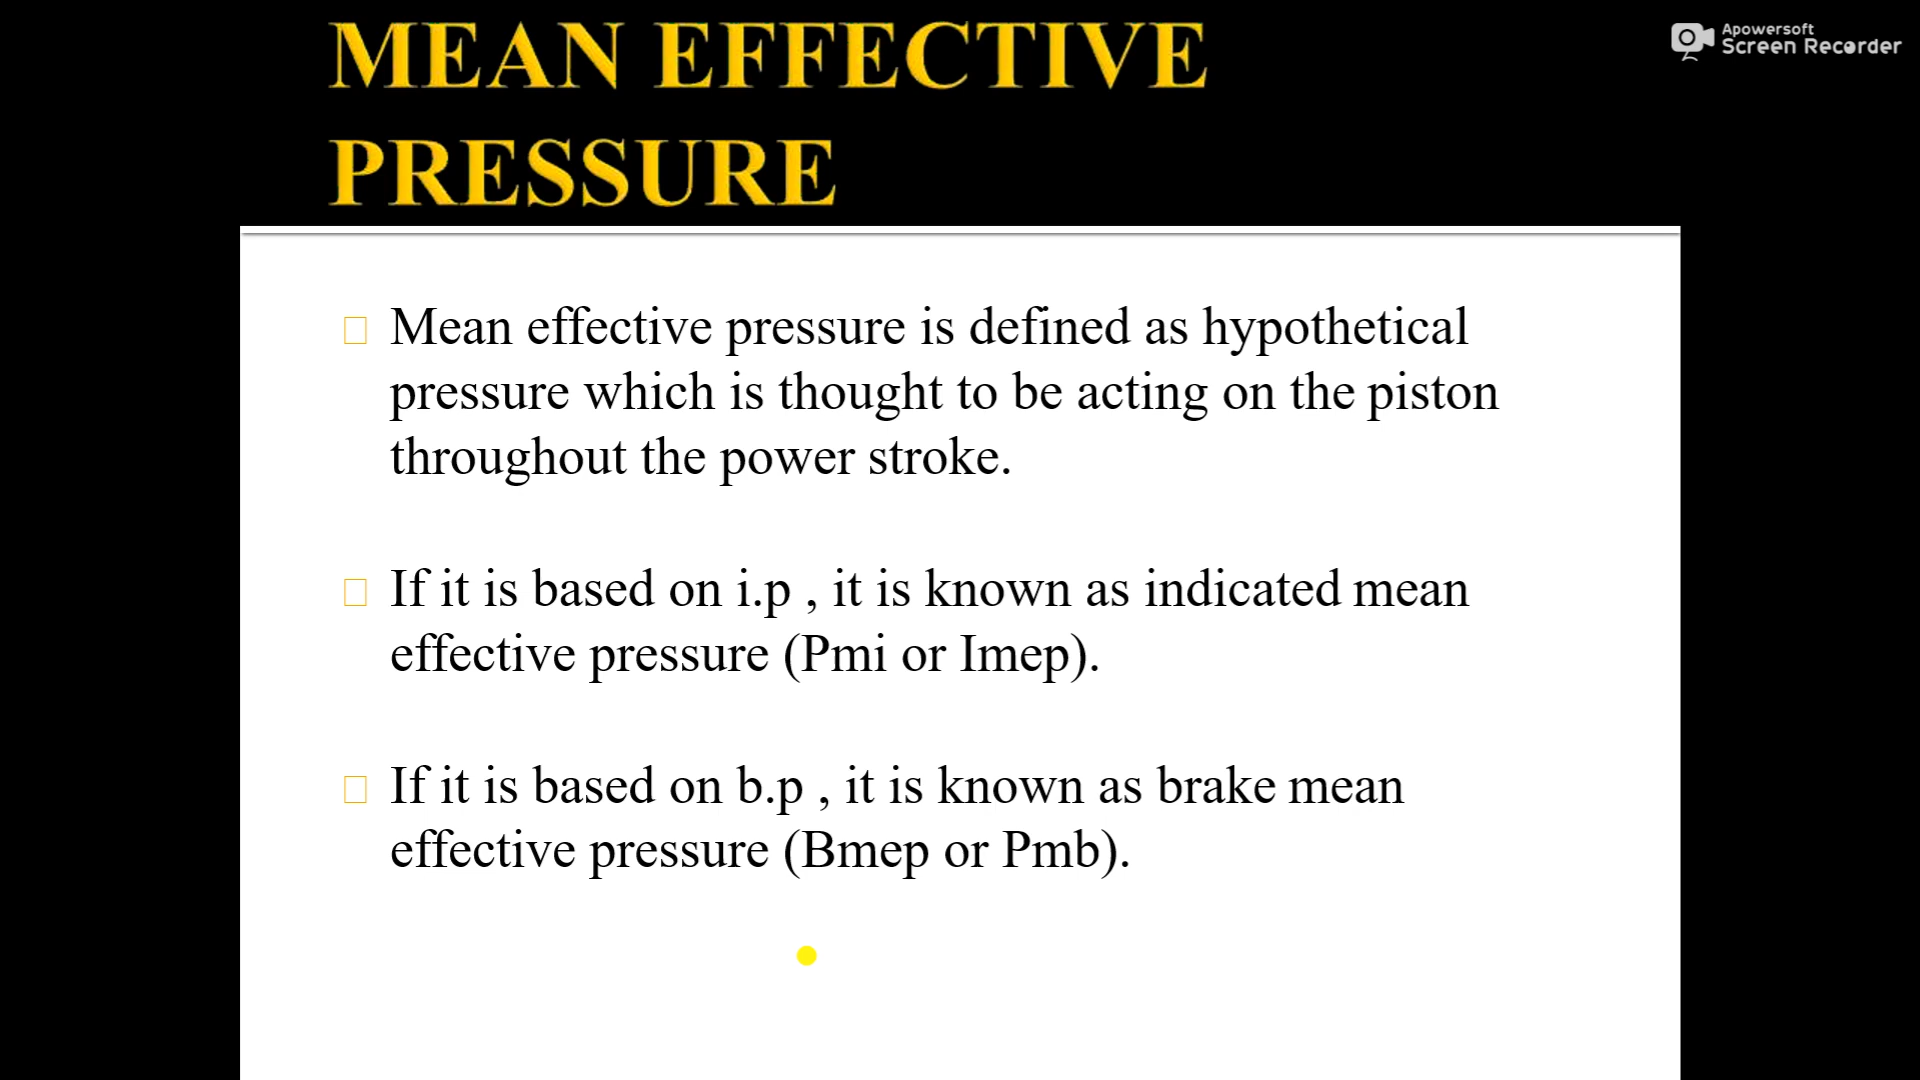 MEAN EFFECTIVE
PRESSURE
Apowersoft
Screen Recorder
Mean effective pressure is defined as hypothetical
pressure which is thought to be acting on the piston
throughout the power stroke.
If it is based on i.p , it is known as indicated mean
effective pressure (Pmi or Imep).
If it is based on b.p , it is known as brake mean
effective pressure (Bmep or Pmb).